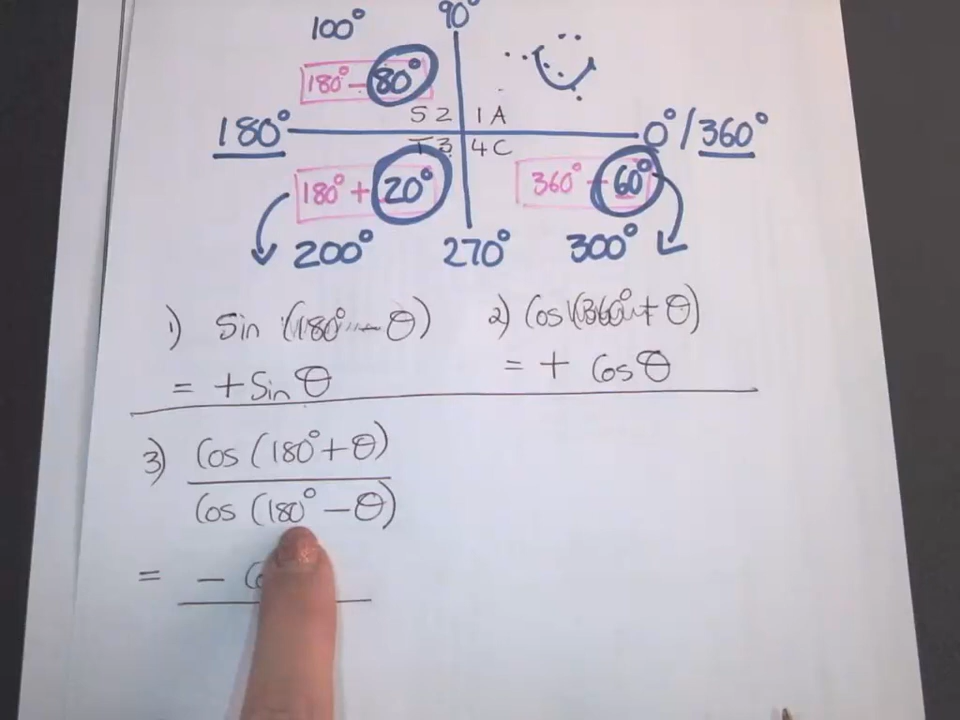 100° 90°
180° - 80°
S 2 1 A
180° 0°/360°
T 3 4 C
180° + 20° 360° - 60°
200° 270° 300°
1) Sin (180° - θ) 2) Cos (360° + θ)
= + Sin θ = + Cos θ
3) Cos (180° + θ)
Cos (180° - θ)
= -